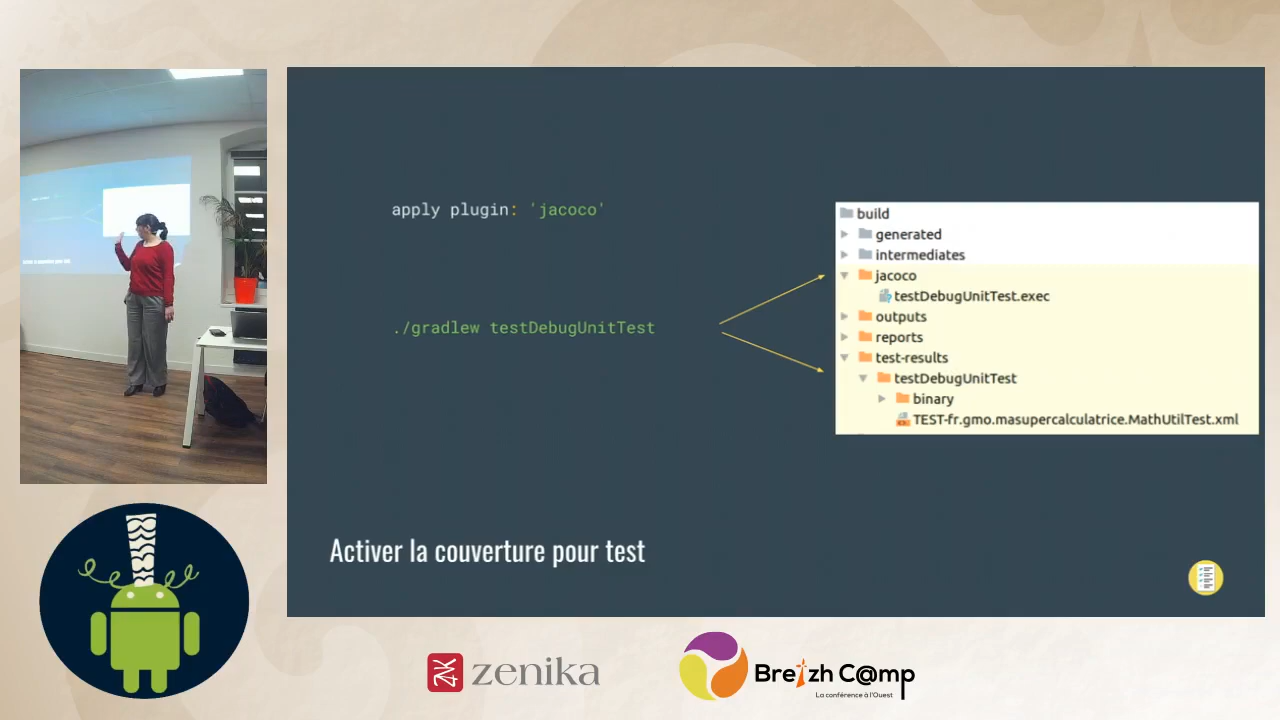 apply plugin: 'jacoco'
./gradlew testDebugUnitTest
build
generated
intermediates
jacoco
testDebugUnitTest.exec
outputs
reports
test-results
testDebugUnitTest
binary
TEST-fr.gmo.masupercalculatrice.MathUtilTest.xml
Activer la couverture pour test
zenika
Breizh C@mp
La conférence à l'Ouest